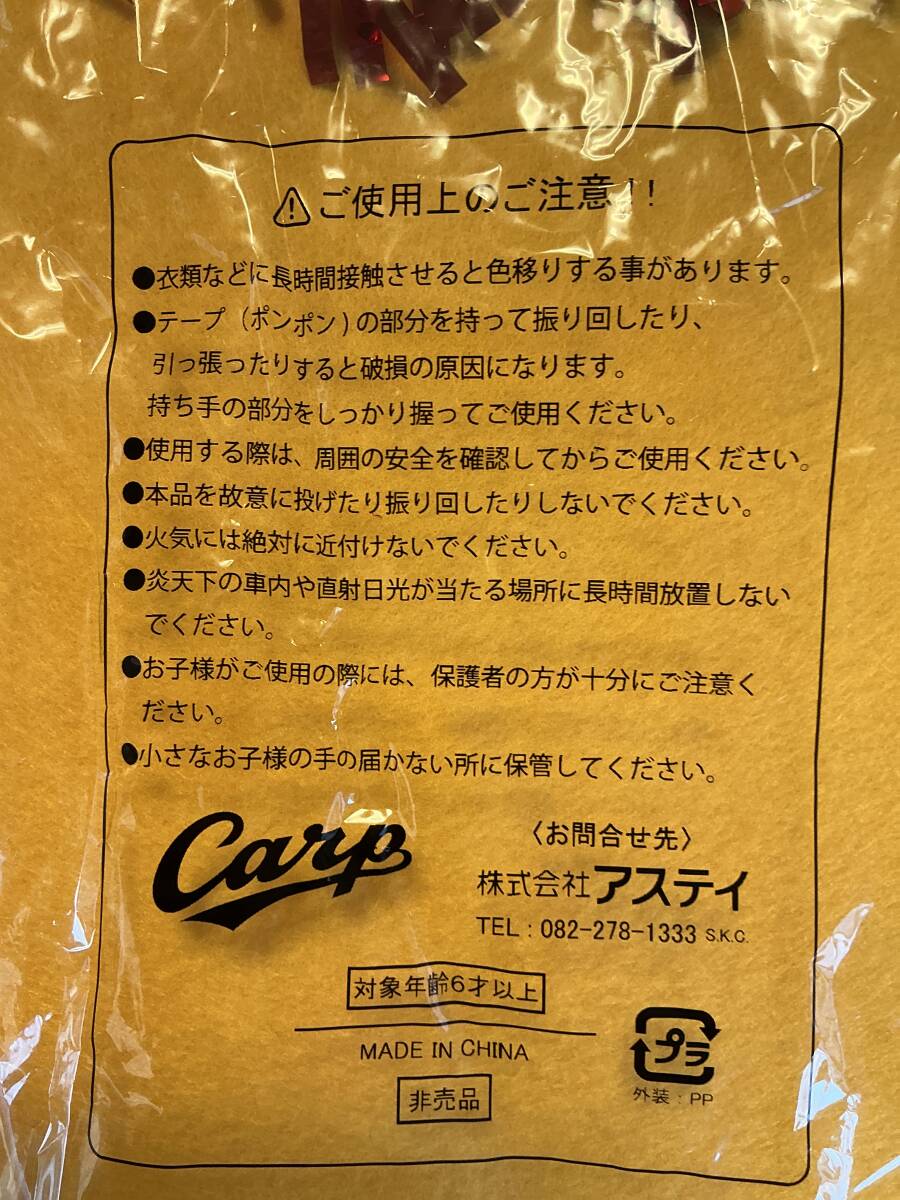 ⚠ご使用上のご注意!!
●衣類などに長時間接触させると色移りする事があります。
●テープ（ポンポン）の部分を持って振り回したり、
引っ張ったりすると破損の原因になります。
持ち手の部分をしっかり握ってご使用ください。
●使用する際は、周囲の安全を確認してからご使用ください。
●本品を故意に投げたり振り回したりしないでください。
●火気には絶対に近付けないでください。
●炎天下の車内や直射日光が当たる場所に長時間放置しない
でください。
●お子様がご使用の際には、保護者の方が十分にご注意く
ださい。
●小さなお子様の手の届かない所に保管してください。
Carp
〈お問合せ先〉
株式会社アステイ
TEL：082-278-1333 S.K.C.
対象年齢6才以上
MADE IN CHINA
非売品
プラ
外装：PP